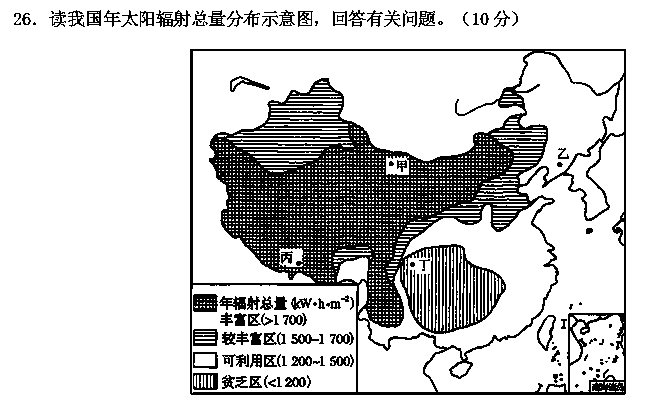 26. 读我国年太阳辐射总量分布示意图，回答有关问题。（10 分）
甲
乙
丙
丁
年辐射总量 (kW·h·m⁻²)
丰富区(>1 700)
较丰富区(1 500-1 700)
可利用区(1 200~1 500)
贫乏区(<1 200)